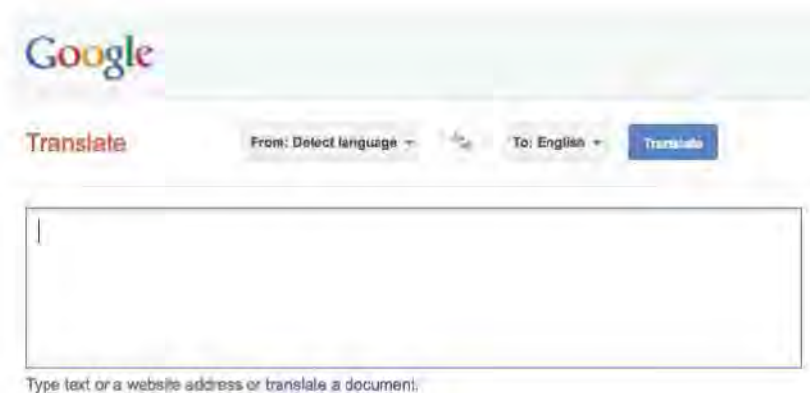 Google
Translate From: Detect language To: English Translate
Type text or a website address or translate a document.